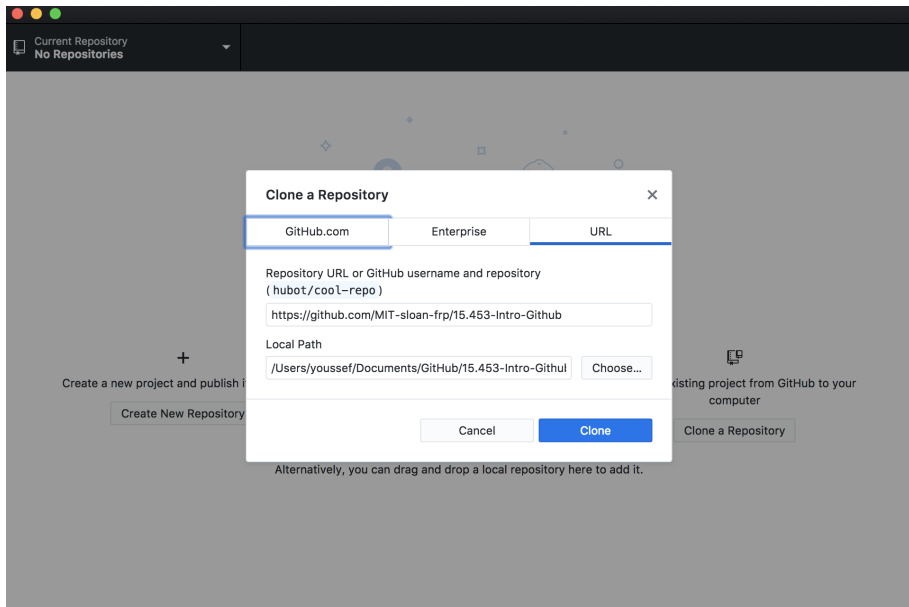 Current Repository
No Repositories
Clone a Repository
GitHub.com
Enterprise
URL
Repository URL or GitHub username and repository
(hubot/cool-repo)
https://github.com/MIT-sloan-frp/15.453-Intro-Github
Local Path
/Users/youssef/Documents/GitHub/15.453-Intro-Githul
Choose...
Create a new project and publish i
Create New Repository
xisting project from GitHub to your
computer
Clone a Repository
Cancel
Clone
Alternatively, you can drag and drop a local repository here to add it.